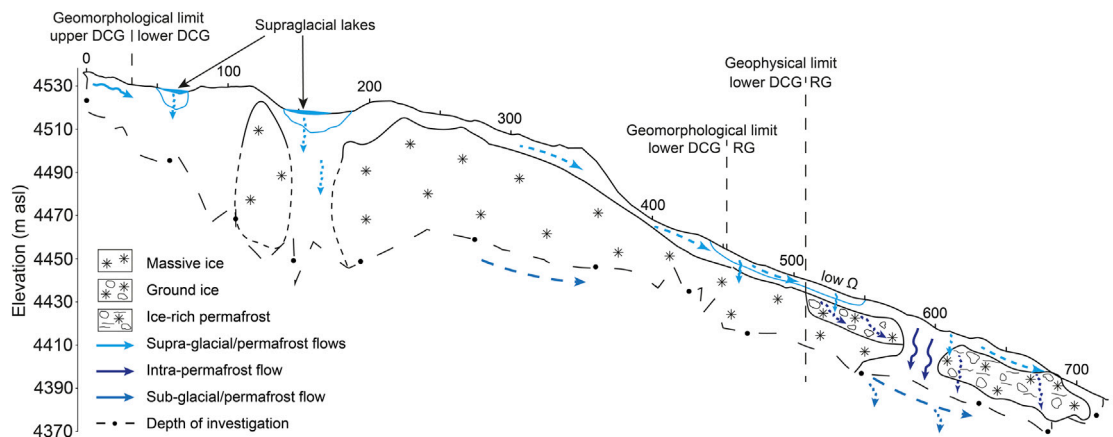 Geomorphological limit
upper DCG lower DCG
Supraglacial lakes
Geophysical limit
lower DCG RG
Geomorphological limit
lower DCG RG
0
100
200
300
400
500
600
700
low Ω
Elevation (m asl)
4530
4510
4490
4470
4450
4430
4410
4390
4370
Massive ice
Ground ice
Ice-rich permafrost
Supra-glacial/permafrost flows
Intra-permafrost flow
Sub-glacial/permafrost flow
Depth of investigation